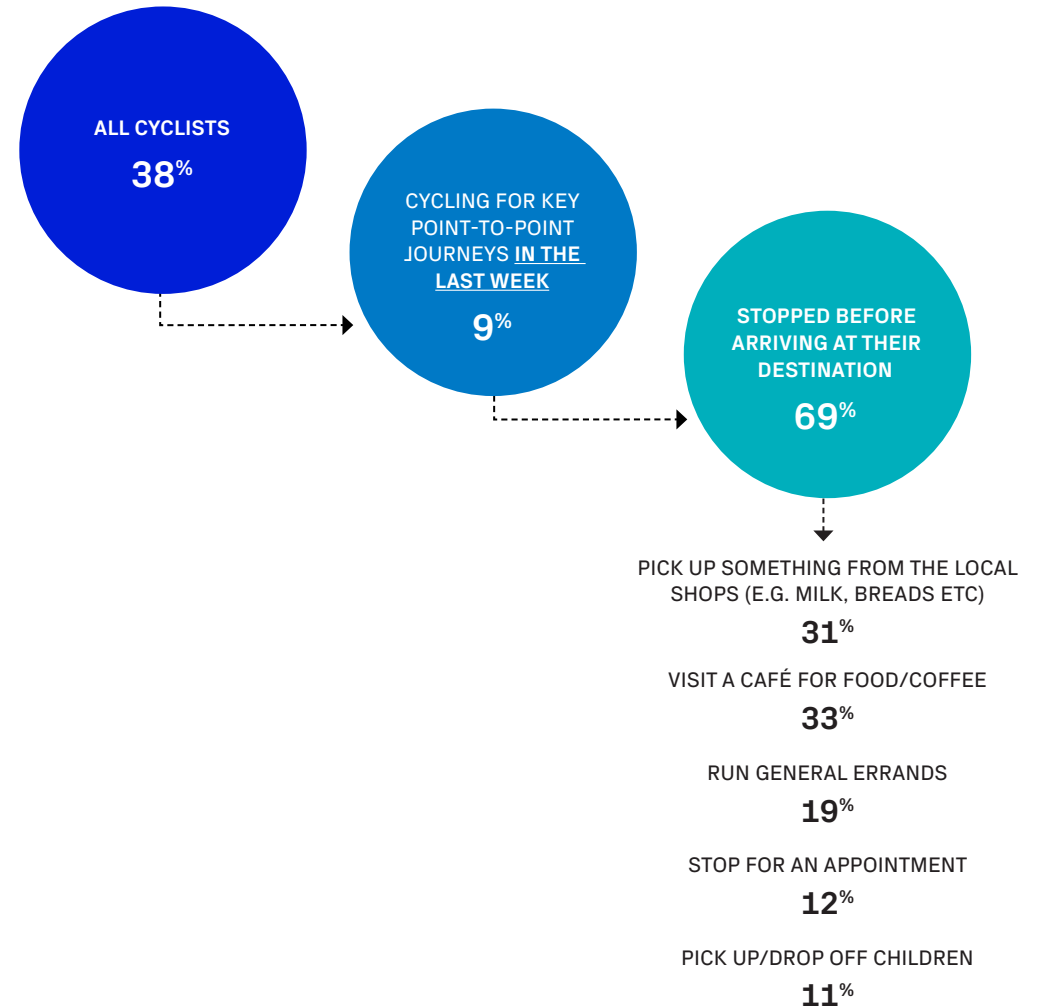 ALL CYCLISTS
38%
CYCLING FOR KEY
POINT-TO-POINT
JOURNEYS IN THE
LAST WEEK
9%
STOPPED BEFORE
ARRIVING AT THEIR
DESTINATION
69%
PICK UP SOMETHING FROM THE LOCAL
SHOPS (E.G. MILK, BREADS ETC)
31%
VISIT A CAFÉ FOR FOOD/COFFEE
33%
RUN GENERAL ERRANDS
19%
STOP FOR AN APPOINTMENT
12%
PICK UP/DROP OFF CHILDREN
11%